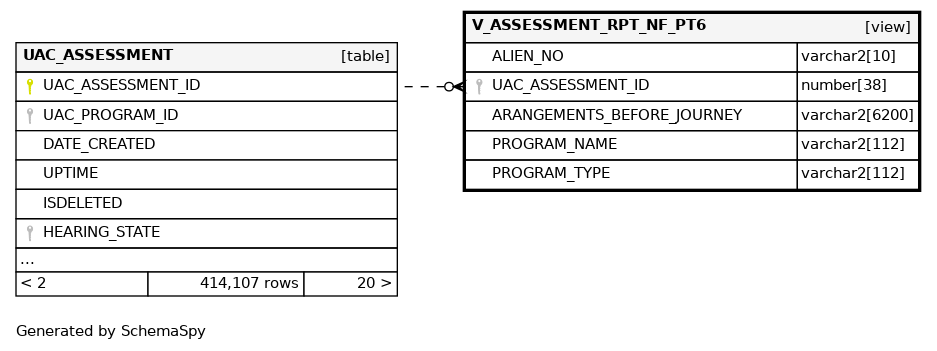 V_ASSESSMENT_RPT_NF_PT6 [view]
ALIEN_NO varchar2[10]
UAC_ASSESSMENT_ID number[38]
ARANGEMENTS_BEFORE_JOURNEY varchar2[6200]
PROGRAM_NAME varchar2[112]
PROGRAM_TYPE varchar2[112]
UAC_ASSESSMENT [table]
UAC_ASSESSMENT_ID
UAC_PROGRAM_ID
DATE_CREATED
UPTIME
ISDELETED
HEARING_STATE
...
< 2 414,107 rows 20 >
Generated by SchemaSpy